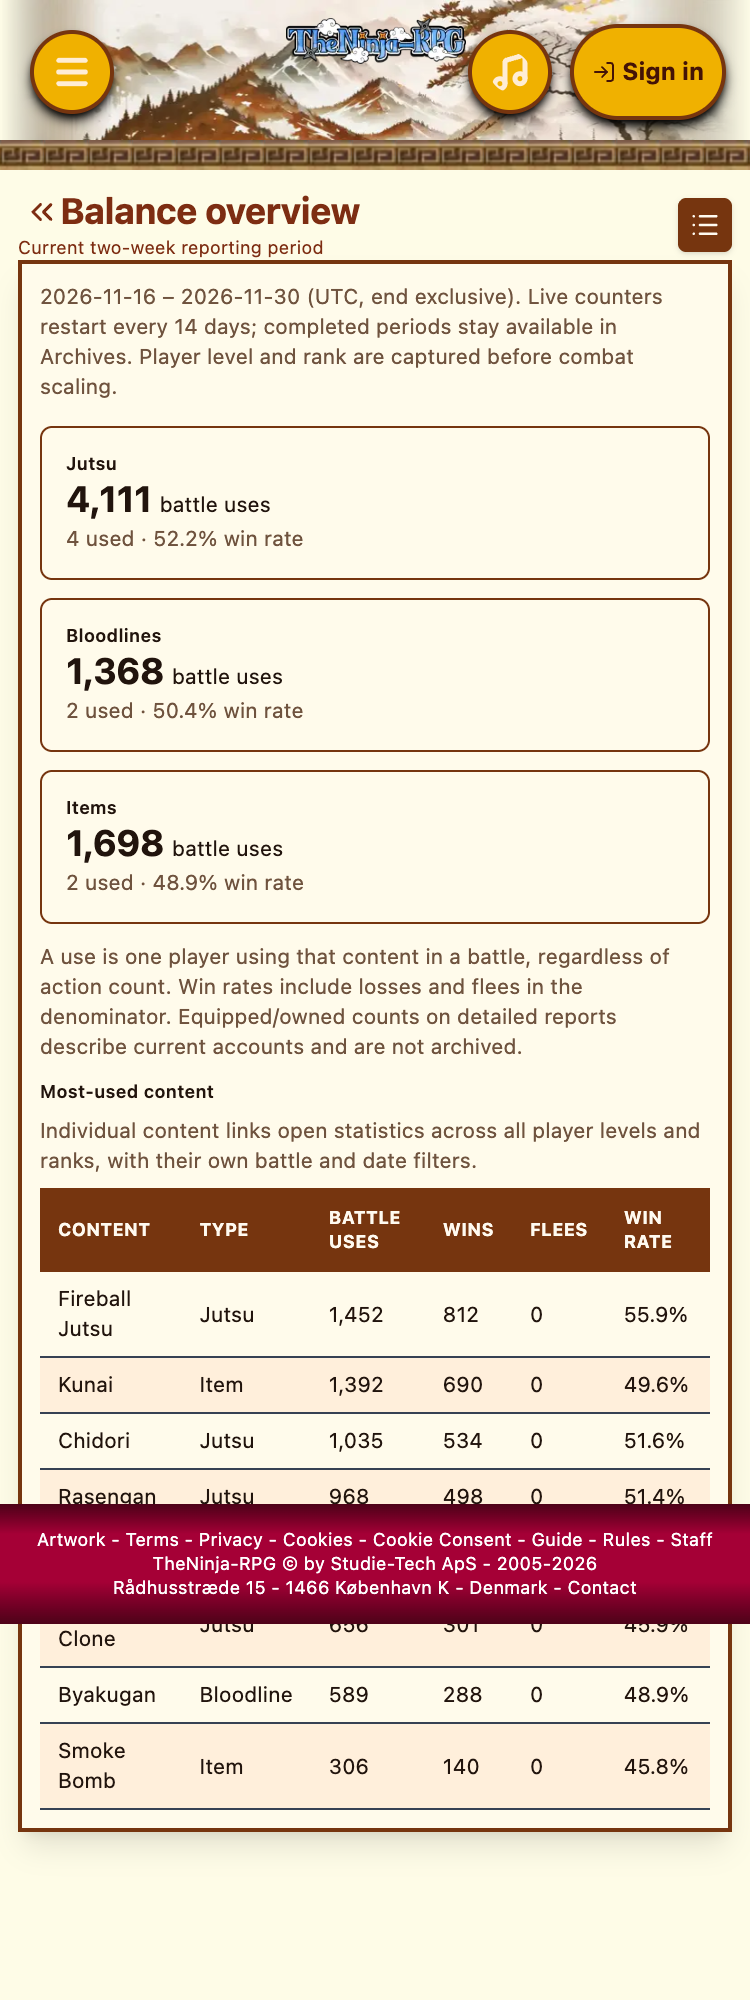 TheNinja-RPG
Sign in
Balance overview
Current two-week reporting period
2026-11-16 – 2026-11-30 (UTC, end exclusive). Live counters
restart every 14 days; completed periods stay available in
Archives. Player level and rank are captured before combat
scaling.
Jutsu
4,111 battle uses
4 used · 52.2% win rate
Bloodlines
1,368 battle uses
2 used · 50.4% win rate
Items
1,698 battle uses
2 used · 48.9% win rate
A use is one player using that content in a battle, regardless of
action count. Win rates include losses and flees in the
denominator. Equipped/owned counts on detailed reports
describe current accounts and are not archived.
Most-used content
Individual content links open statistics across all player levels and
ranks, with their own battle and date filters.
CONTENT TYPE BATTLE USES WINS FLEES WIN RATE
Fireball Jutsu Jutsu 1,452 812 0 55.9%
Kunai Item 1,392 690 0 49.6%
Chidori Jutsu 1,035 534 0 51.6%
Rasengan Jutsu 968 498 0 51.4%
Artwork - Terms - Privacy - Cookies - Cookie Consent - Guide - Rules - Staff
TheNinja-RPG © by Studie-Tech ApS - 2005-2026
Rådhusstræde 15 - 1466 København K - Denmark - Contact
Clone Jutsu 656 301 0 45.9%
Byakugan Bloodline 589 288 0 48.9%
Smoke Bomb Item 306 140 0 45.8%